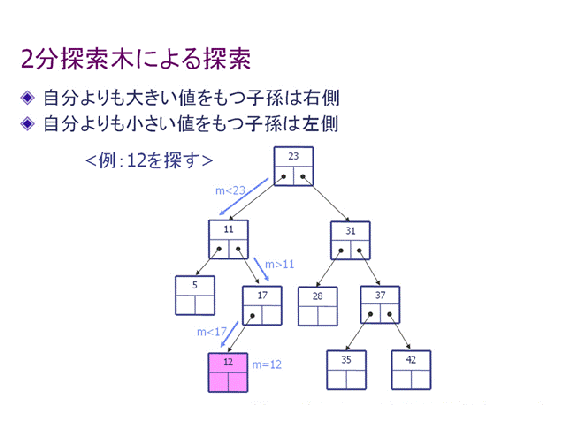 2分探索木による探索
自分よりも大きい値をもつ子孫は右側
自分よりも小さい値をもつ子孫は左側
<例：12を探す>
23
m<23
11
31
m>11
5
17
28
37
m<17
12
m=12
35
42